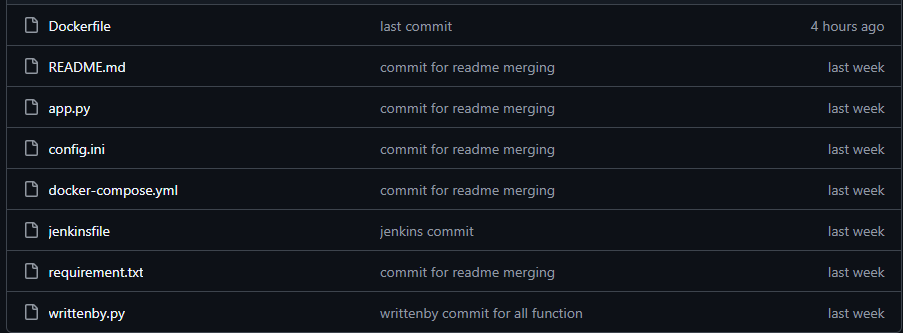 Dockerfile last commit 4 hours ago
README.md commit for readme merging last week
app.py commit for readme merging last week
config.ini commit for readme merging last week
docker-compose.yml commit for readme merging last week
jenkinsfile jenkins commit last week
requirement.txt commit for readme merging last week
writtenby.py writtenby commit for all function last week